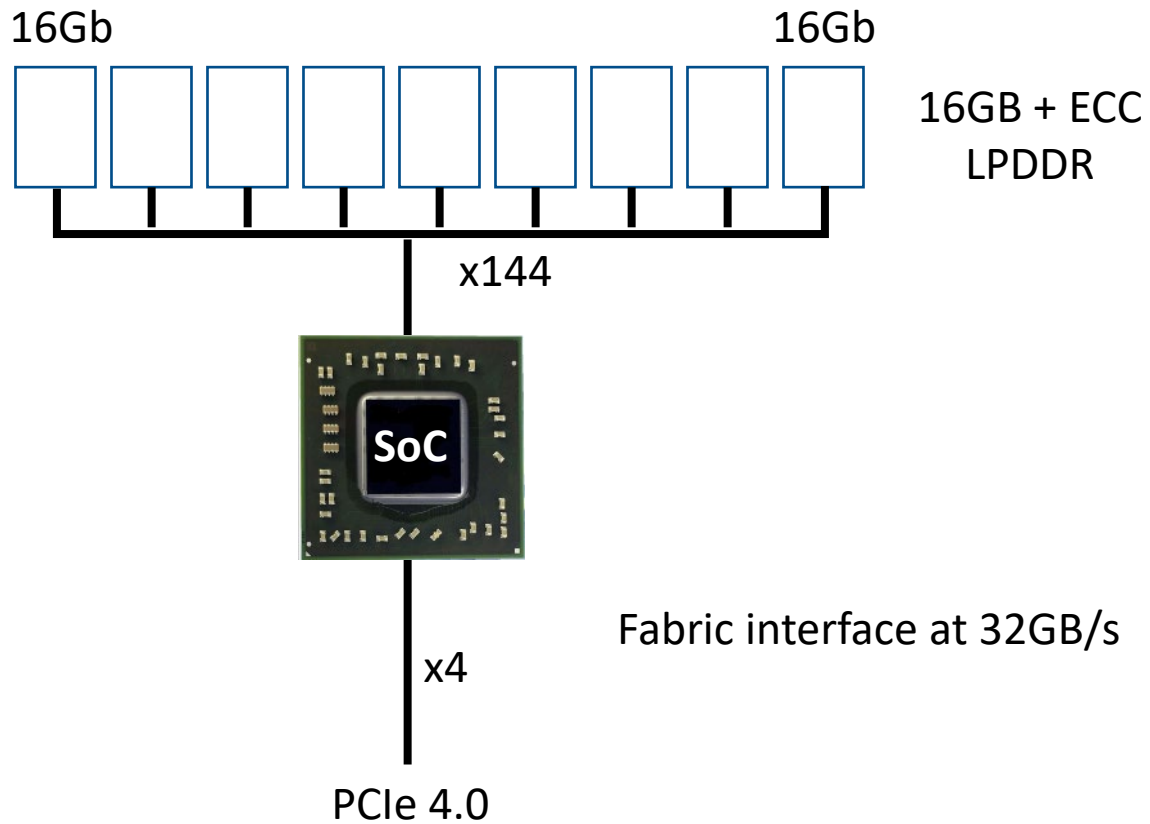 16Gb
16Gb
16GB + ECC
LPDDR
x144
SoC
Fabric interface at 32GB/s
x4
PCIe 4.0